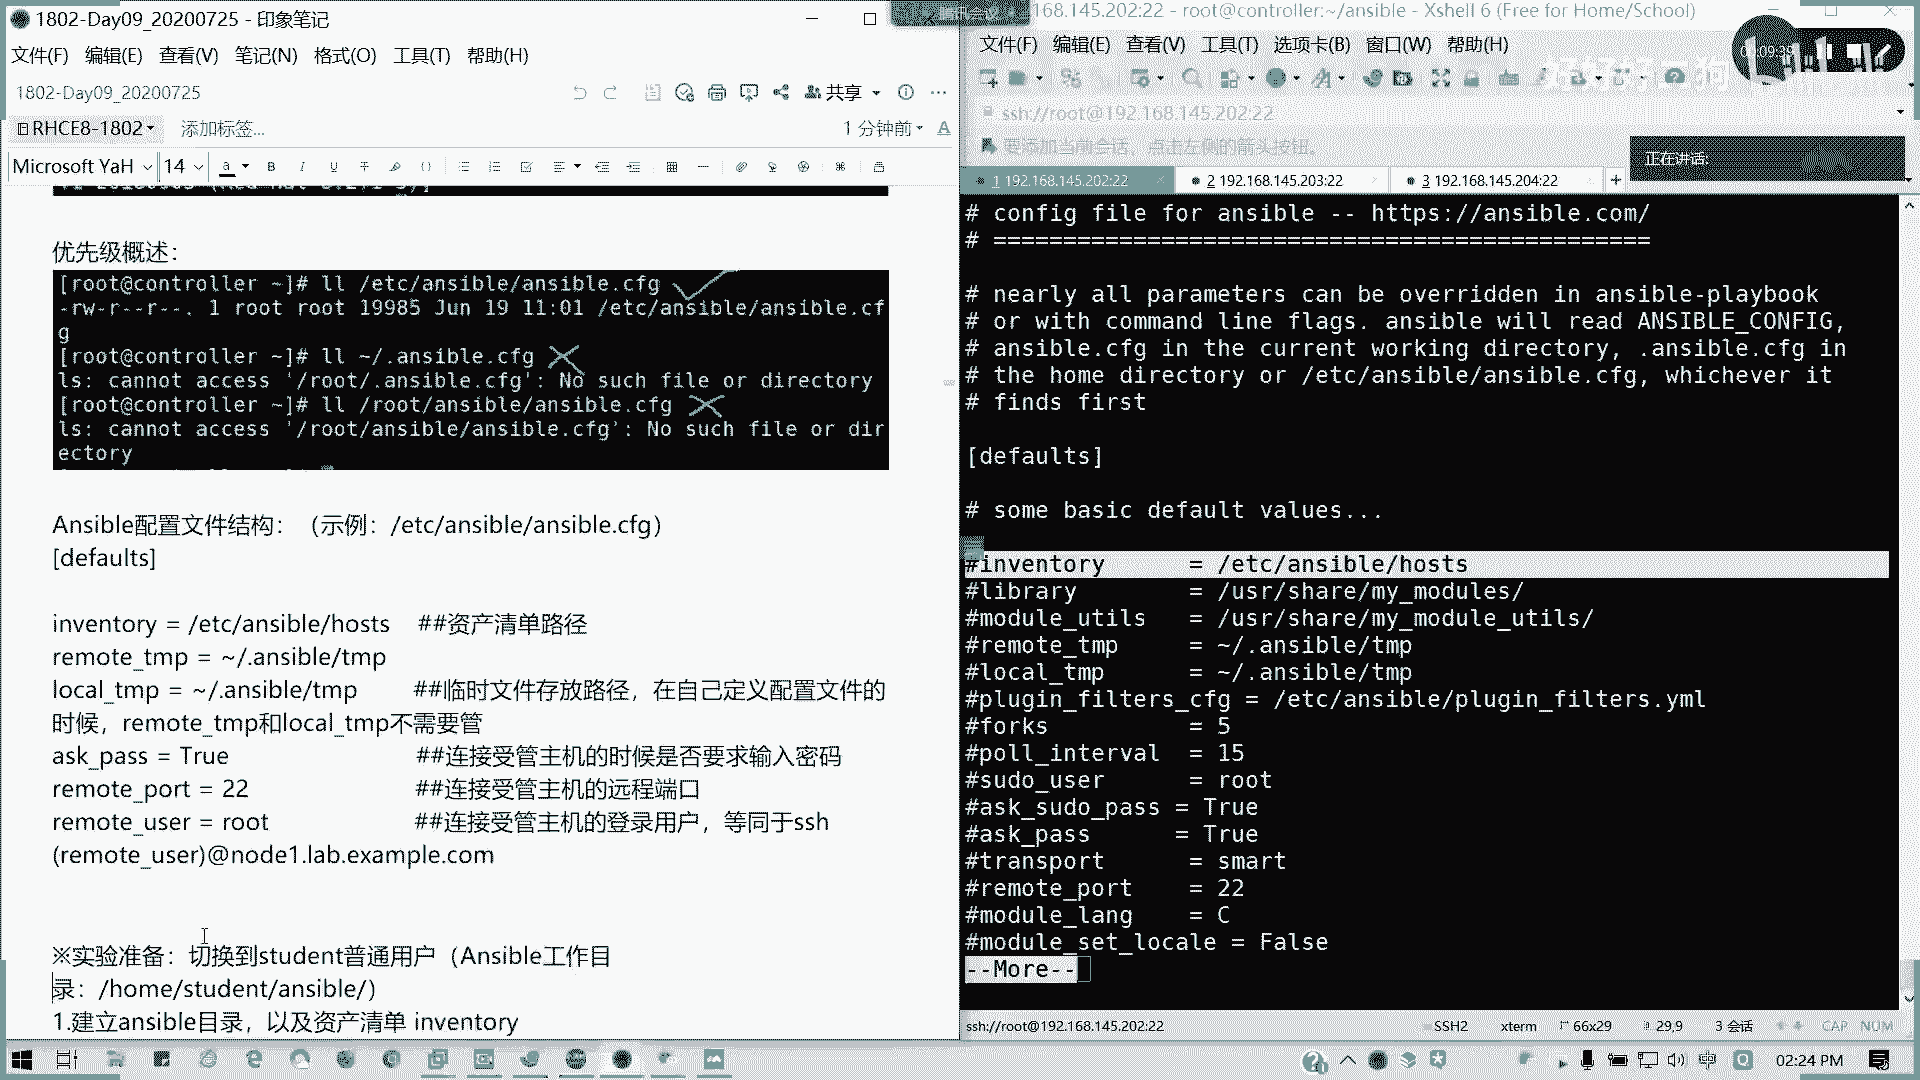 1802-Day09_20200725 - 印象笔记
文件(F) 编辑(E) 查看(V) 笔记(N) 格式(O) 工具(T) 帮助(H)
1802-Day09_20200725
共享
RHCE8-1802 添加标签...
1 分钟前
Microsoft YaH 14
优先级概述：
[root@controller ~]# ll /etc/ansible/ansible.cfg
-rw-r--r--. 1 root root 19985 Jun 19 11:01 /etc/ansible/ansible.cf
g
[root@controller ~]# ll ~/.ansible.cfg
ls: cannot access '/root/.ansible.cfg': No such file or directory
[root@controller ~]# ll /root/ansible/ansible.cfg
ls: cannot access '/root/ansible/ansible.cfg': No such file or dir
ectory
Ansible配置文件结构：（示例：/etc/ansible/ansible.cfg）
[defaults]
inventory = /etc/ansible/hosts ##资产清单路径
remote_tmp = ~/.ansible/tmp
local_tmp = ~/.ansible/tmp ##临时文件存放路径，在自己定义配置文件的
时候，remote_tmp和local_tmp不需要管
ask_pass = True ##连接受管主机的时候是否要求输入密码
remote_port = 22 ##连接受管主机的远程端口
remote_user = root ##连接受管主机的登录用户，等同于ssh
(remote_user)@node1.lab.example.com
※实验准备：切换到student普通用户（Ansible工作目
录：/home/student/ansible/）
1.建立ansible目录，以及资产清单 inventory
168.145.202:22 - root@controller:~/ansible - Xshell 6 (Free for Home/School)
文件(F) 编辑(E) 查看(V) 工具(T) 选项卡(B) 窗口(W) 帮助(H)
ssh://root@192.168.145.202:22
要添加当前会话，点击左侧的箭头按钮。
正在讲话:
1 192.168.145.202:22
2 192.168.145.203:22
3 192.168.145.204:22
# config file for ansible -- https://ansible.com/
# ===============================================
# nearly all parameters can be overridden in ansible-playbook
# or with command line flags. ansible will read ANSIBLE_CONFIG,
# ansible.cfg in the current working directory, .ansible.cfg in
# the home directory or /etc/ansible/ansible.cfg, whichever it
# finds first
[defaults]
# some basic default values...
#inventory = /etc/ansible/hosts
#library = /usr/share/my_modules/
#module_utils = /usr/share/my_module_utils/
#remote_tmp = ~/.ansible/tmp
#local_tmp = ~/.ansible/tmp
#plugin_filters_cfg = /etc/ansible/plugin_filters.yml
#forks = 5
#poll_interval = 15
#sudo_user = root
#ask_sudo_pass = True
#ask_pass = True
#transport = smart
#remote_port = 22
#module_lang = C
#module_set_locale = False
--More--
ssh://root@192.168.145.202:22 SSH2 xterm 66x29 29,9 3 会话 CAP NUM
中 02:24 PM